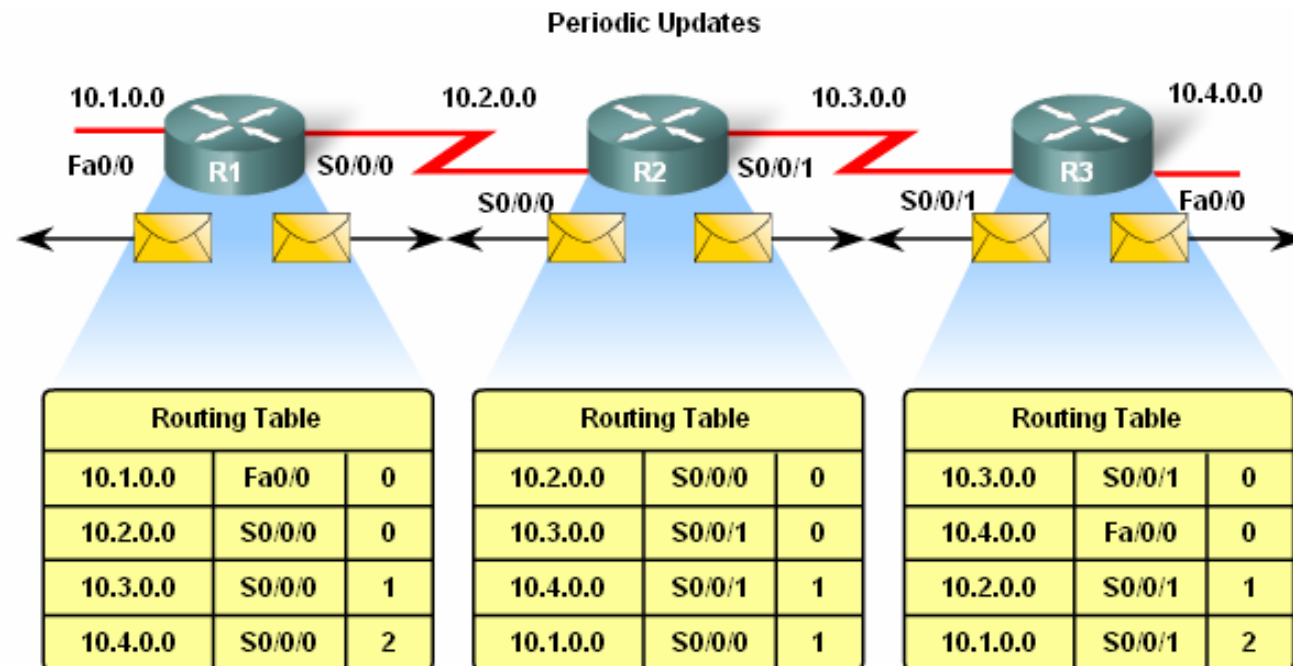 Periodic Updates
10.1.0.0
10.2.0.0
10.3.0.0
10.4.0.0
Fa0/0
R1
S0/0/0
S0/0/0
R2
S0/0/1
S0/0/1
R3
Fa0/0
Routing Table
10.1.0.0 Fa0/0 0
10.2.0.0 S0/0/0 0
10.3.0.0 S0/0/0 1
10.4.0.0 S0/0/0 2
Routing Table
10.2.0.0 S0/0/0 0
10.3.0.0 S0/0/1 0
10.4.0.0 S0/0/1 1
10.1.0.0 S0/0/0 1
Routing Table
10.3.0.0 S0/0/1 0
10.4.0.0 Fa/0/0 0
10.2.0.0 S0/0/1 1
10.1.0.0 S0/0/1 2